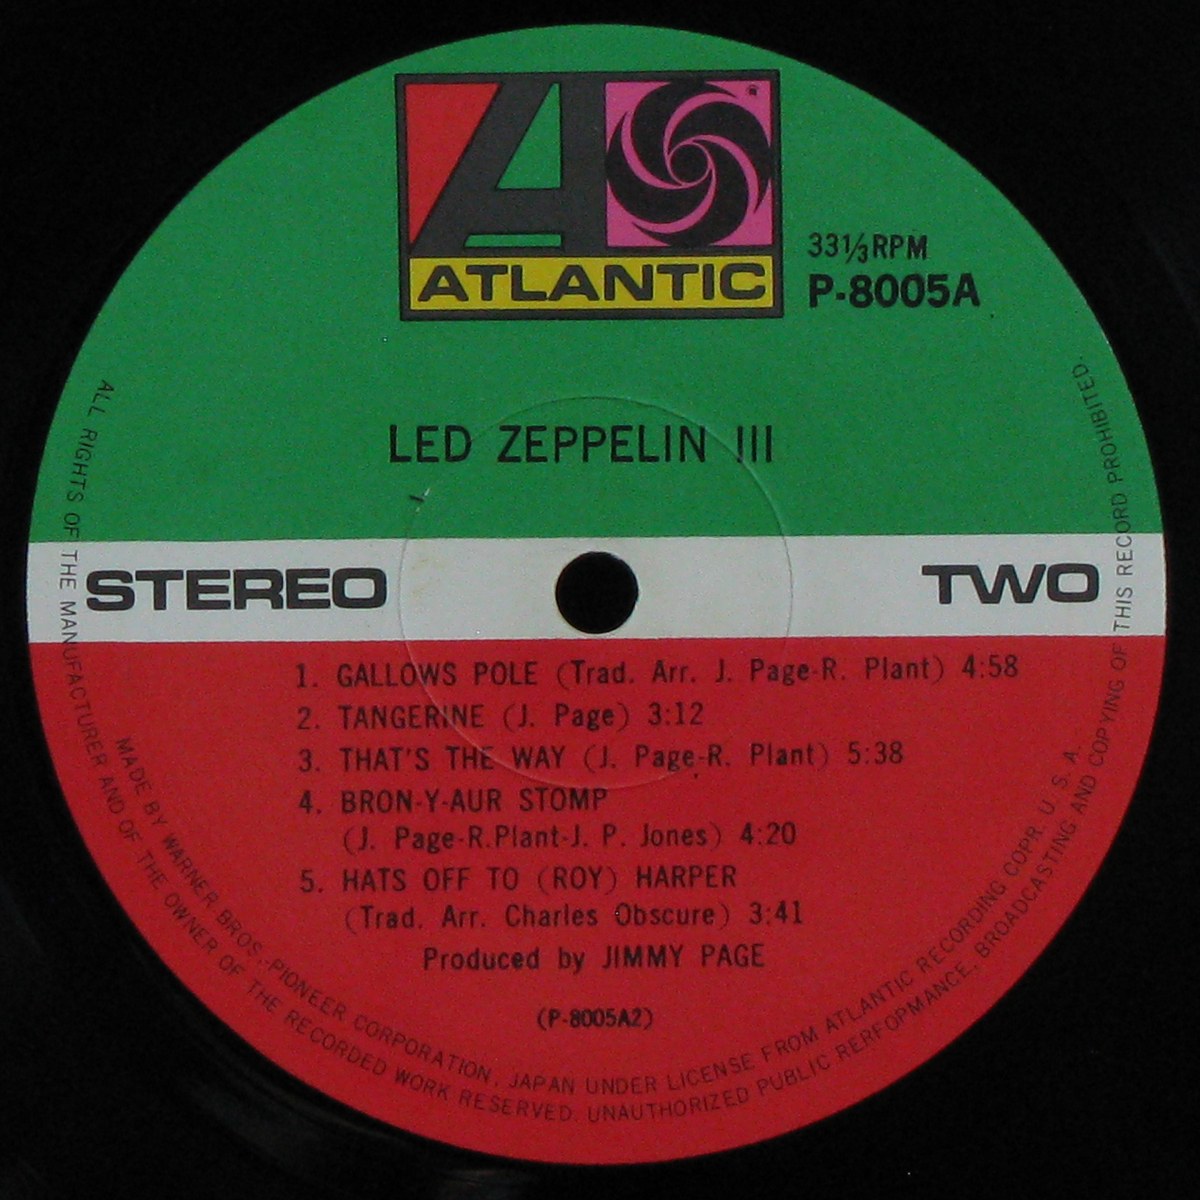 ATLANTIC
33⅓ RPM
P-8005A
LED ZEPPELIN III
STEREO
TWO
1. GALLOWS POLE (Trad. Arr. J. Page-R. Plant) 4:58
2. TANGERINE (J. Page) 3:12
3. THAT'S THE WAY (J. Page-R. Plant) 5:38
4. BRON-Y-AUR STOMP
(J. Page-R.Plant-J. P. Jones) 4:20
5. HATS OFF TO (ROY) HARPER
(Trad. Arr. Charles Obscure) 3:41
Produced by JIMMY PAGE
(P-8005A2)
MADE BY WARNER BROS.-PIONEER CORPORATION, JAPAN UNDER LICENSE FROM ATLANTIC RECORDING COPR. U. S. A.
ALL RIGHTS OF THE MANUFACTURER AND OF THE OWNER OF THE RECORDED WORK RESERVED. UNAUTHORIZED PUBLIC RERFOPMANCE, BROADCASTING AND COPYING OF THIS RECORD PROHIBITED.